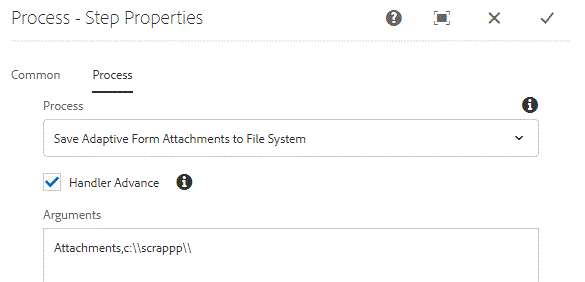 Process - Step Properties
Common Process
Process
Save Adaptive Form Attachments to File System
Handler Advance
Arguments
Attachments,c:\\scrappp\\